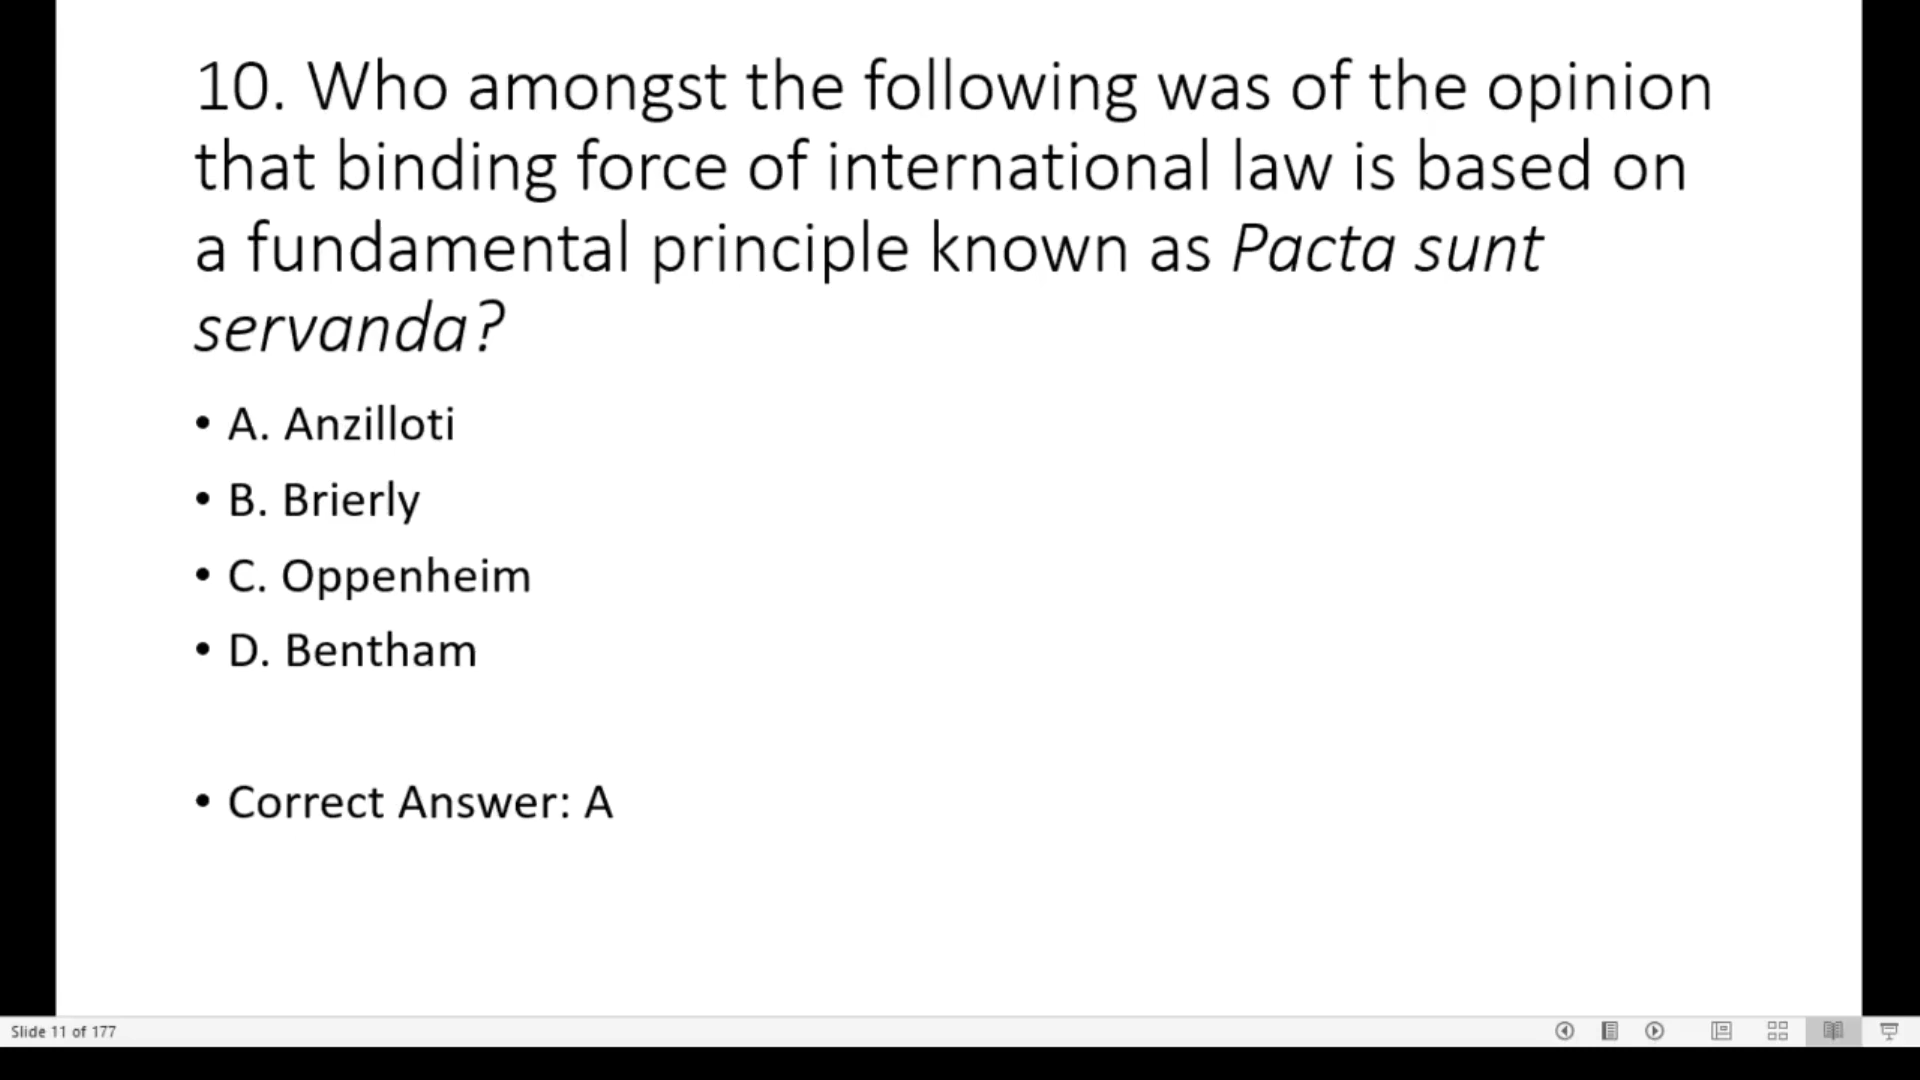 10. Who amongst the following was of the opinion
that binding force of international law is based on
a fundamental principle known as Pacta sunt
servanda?
• A. Anzilloti
• B. Brierly
• C. Oppenheim
• D. Bentham
• Correct Answer: A
Slide 11 of 177